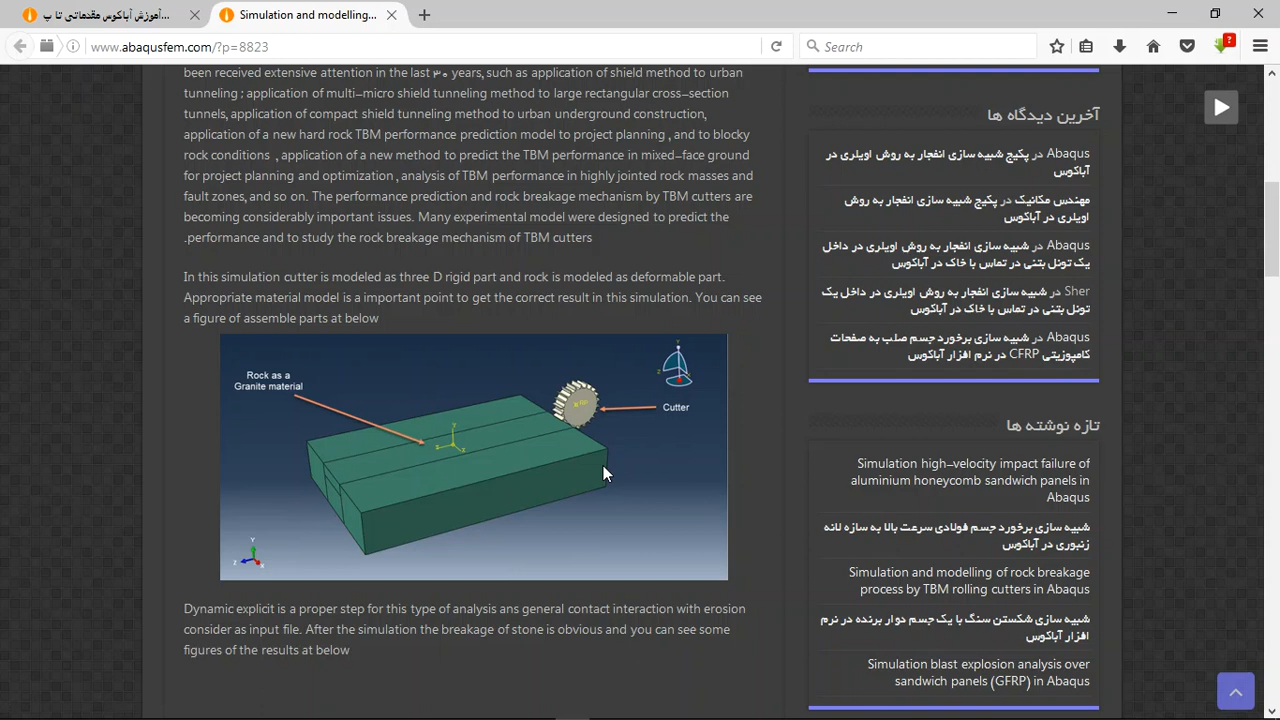 آموزش آباکوس مقدماتی تا پ...
Simulation and modelling...
www.abaqusfem.com/?p=8823
Search
been received extensive attention in the last ۳۰ years, such as application of shield method to urban
tunneling ; application of multi-micro shield tunneling method to large rectangular cross-section
tunnels, application of compact shield tunneling method to urban underground construction,
application of a new hard rock TBM performance prediction model to project planning , and to blocky
rock conditions , application of a new method to predict the TBM performance in mixed-face ground
for project planning and optimization , analysis of TBM performance in highly jointed rock masses and
fault zones, and so on. The performance prediction and rock breakage mechanism by TBM cutters are
becoming considerably important issues. Many experimental model were designed to predict the
.performance and to study the rock breakage mechanism of TBM cutters
In this simulation cutter is modeled as three D rigid part and rock is modeled as deformable part.
Appropriate material model is a important point to get the correct result in this simulation. You can see
a figure of assemble parts at below
Rock as a
Granite material
Cutter
RP
Y
Z
X
Y
Z
X
Dynamic explicit is a proper step for this type of analysis ans general contact interaction with erosion
consider as input file. After the simulation the breakage of stone is obvious and you can see some
figures of the results at below
آخرین دیدگاه ها
Abaqus در پکیج شبیه سازی انفجار به روش اویلری در
آباکوس
مهندس مکانیک در پکیج شبیه سازی انفجار به روش
اویلری در آباکوس
Abaqus در شبیه سازی انفجار به روش اویلری در داخل
یک تونل بتنی در تماس با خاک در آباکوس
Sher در شبیه سازی انفجار به روش اویلری در داخل یک
تونل بتنی در تماس با خاک در آباکوس
Abaqus در شبیه سازی برخورد جسم صلب به صفحات
کامپوزیتی CFRP در نرم افزار آباکوس
تازه نوشته ها
Simulation high-velocity impact failure of
aluminium honeycomb sandwich panels in
Abaqus
شبیه سازی برخورد جسم فولادی سرعت بالا به سازه لانه
زنبوری در آباکوس
Simulation and modelling of rock breakage
process by TBM rolling cutters in Abaqus
شبیه سازی شکستن سنگ با یک جسم دوار برنده در نرم
افزار آباکوس
Simulation blast explosion analysis over
sandwich panels (GFRP) in Abaqus